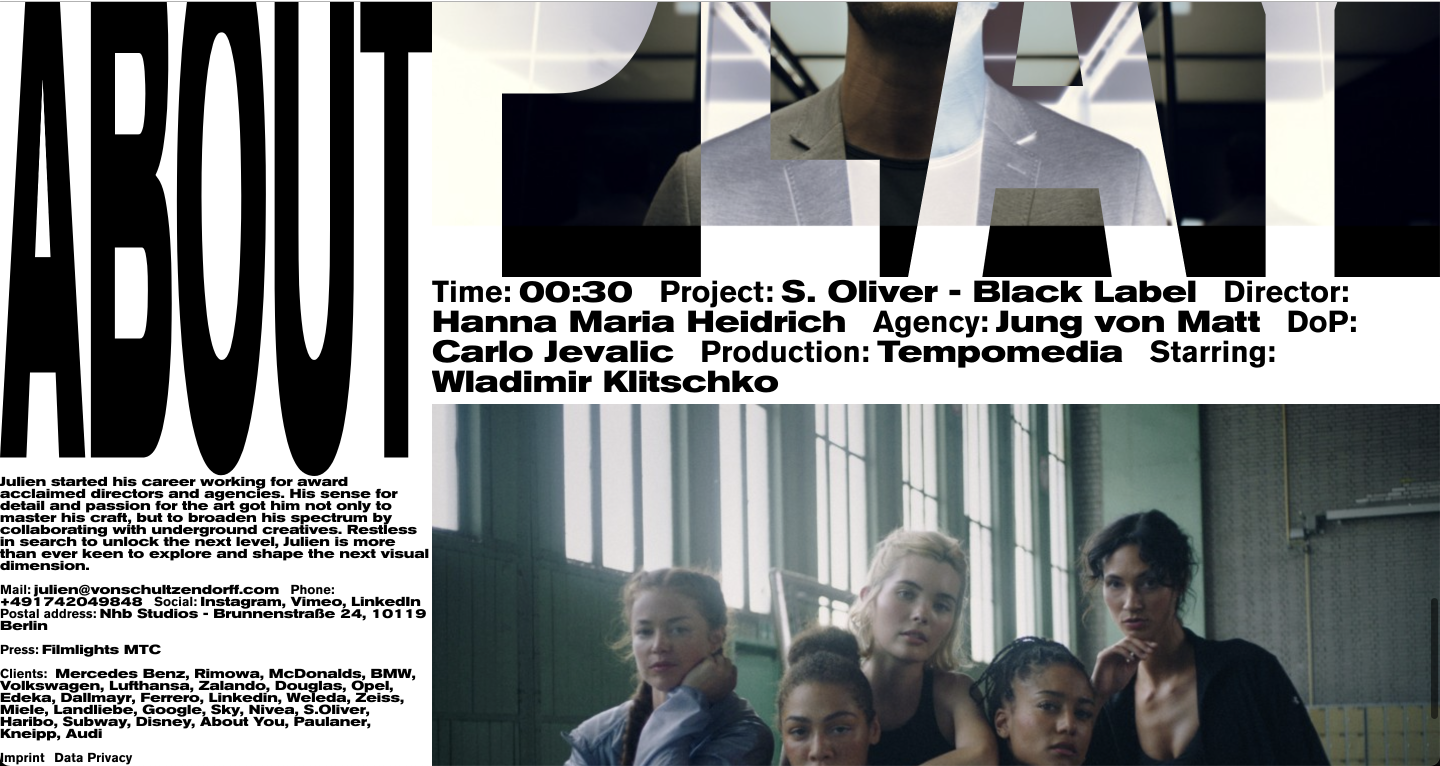 ABOUT
Julien started his career working for award
acclaimed directors and agencies. His sense for
detail and passion for the art got him not only to
master his craft, but to broaden his spectrum by
collaborating with underground creatives. Restless
in search to unlock the next level, Julien is more
than ever keen to explore and shape the next visual
dimension.
Mail: julien@vonschultzendorff.com Phone:
+491742049848 Social: Instagram, Vimeo, LinkedIn
Postal address: Nhb Studios - Brunnenstraße 24, 10119
Berlin
Press: Filmlights MTC
Clients: Mercedes Benz, Rimowa, McDonalds, BMW,
Volkswagen, Lufthansa, Zalando, Douglas, Opel,
Edeka, Dallmayr, Ferrero, Linkedin, Weleda, Zeiss,
Miele, Landliebe, Google, Sky, Nivea, S.Oliver,
Haribo, Subway, Disney, About You, Paulaner,
Kneipp, Audi
Imprint Data Privacy
Time: 00:30 Project: S. Oliver - Black Label Director:
Hanna Maria Heidrich Agency: Jung von Matt DoP:
Carlo Jevalic Production: Tempomedia Starring:
Wladimir Klitschko